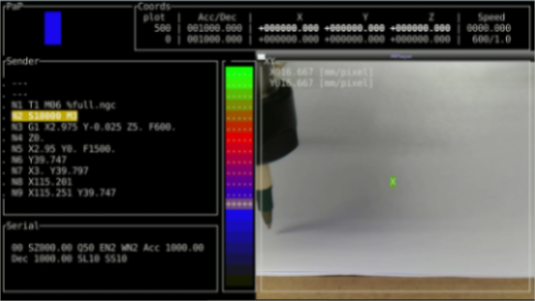 PaP
Coords
plot | Acc/Dec | X Y Z | Speed
500 | 001000.000 | +000000.000 +000000.000 +000000.000 | 0000.000
0 | 001000.000 | +000000.000 +000000.000 +000000.000 | 600/1.0
Sender
---
---
N1 T1 M06 %full.ngc
N2 S10000 M3
N3 G1 X2.975 Y-0.025 Z5. F600.
N4 Z0.
N5 X2.95 Y0. F1500.
N6 Y39.747
N7 X3. Y39.797
N8 X115.201
N9 X115.251 Y39.747
XY
[mm/pixel]
[mm/pixel]
X
Serial
00 SZ000.00 Q50 EN2 WN2 Acc 1000.00
Dec 1000.00 SL10 SS10